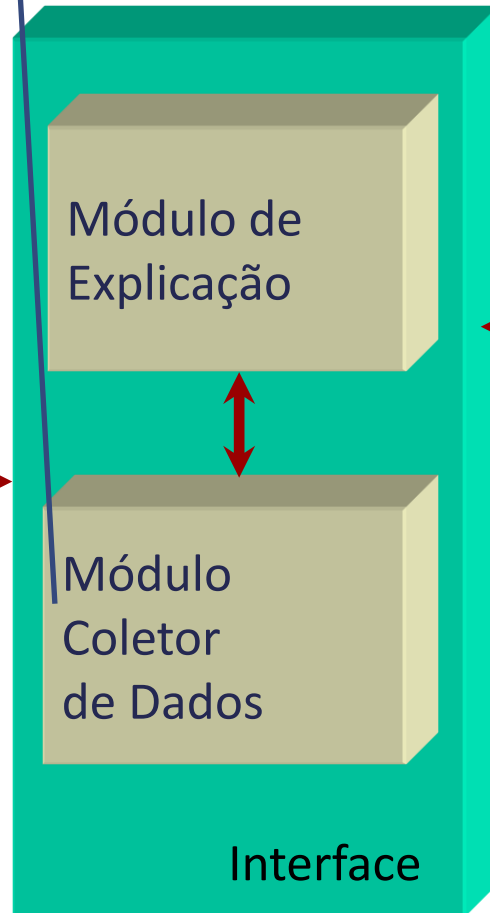 Módulo de
Explicação
Módulo
Coletor
de Dados
Interface